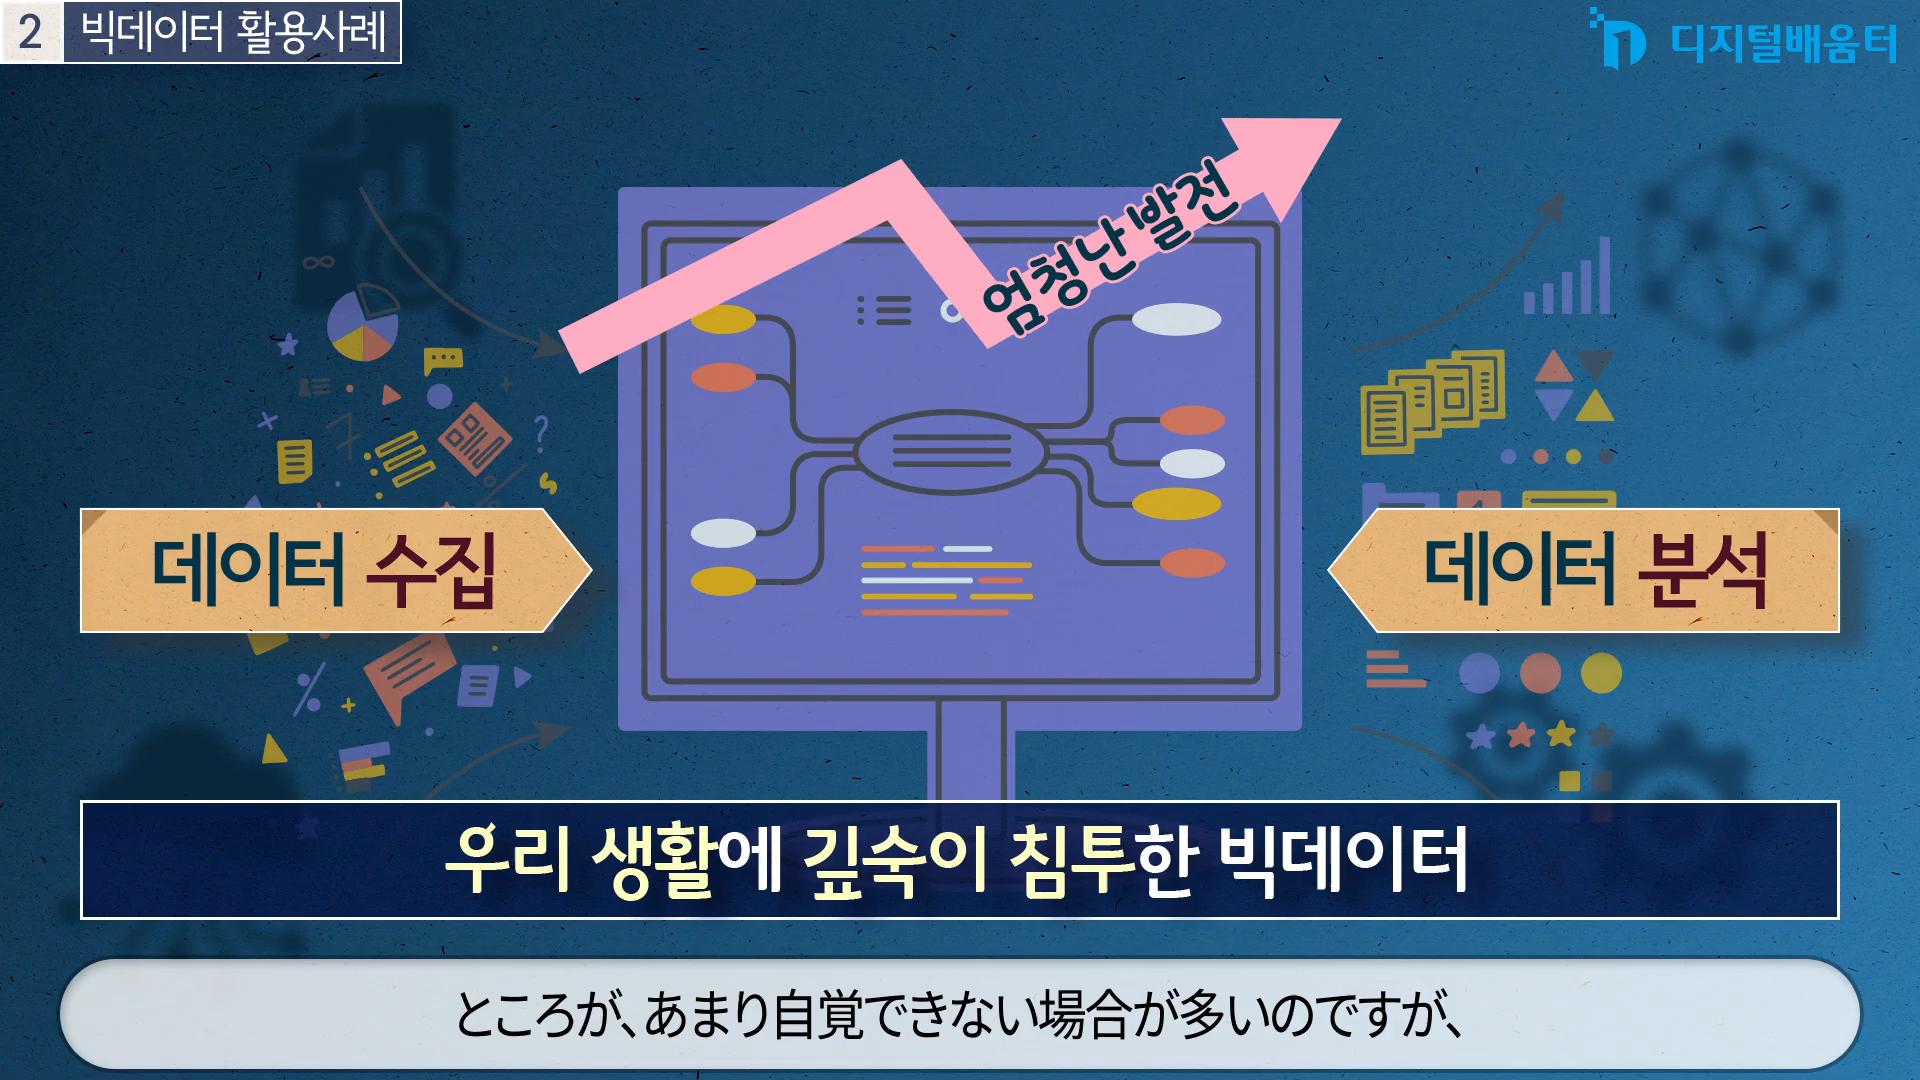 2 빅데이터 활용사례
디지털배움터
엄청난 발전
데이터 수집
데이터 분석
우리 생활에 깊숙이 침투한 빅데이터
ところが、あまり自覚できない場合が多いのですが、